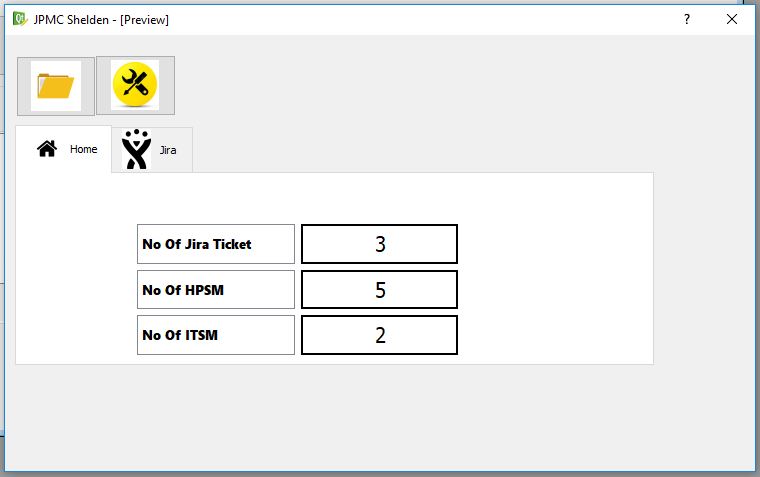 JPMC Shelden - [Preview]
Home
Jira
No Of Jira Ticket
3
No Of HPSM
5
No Of ITSM
2